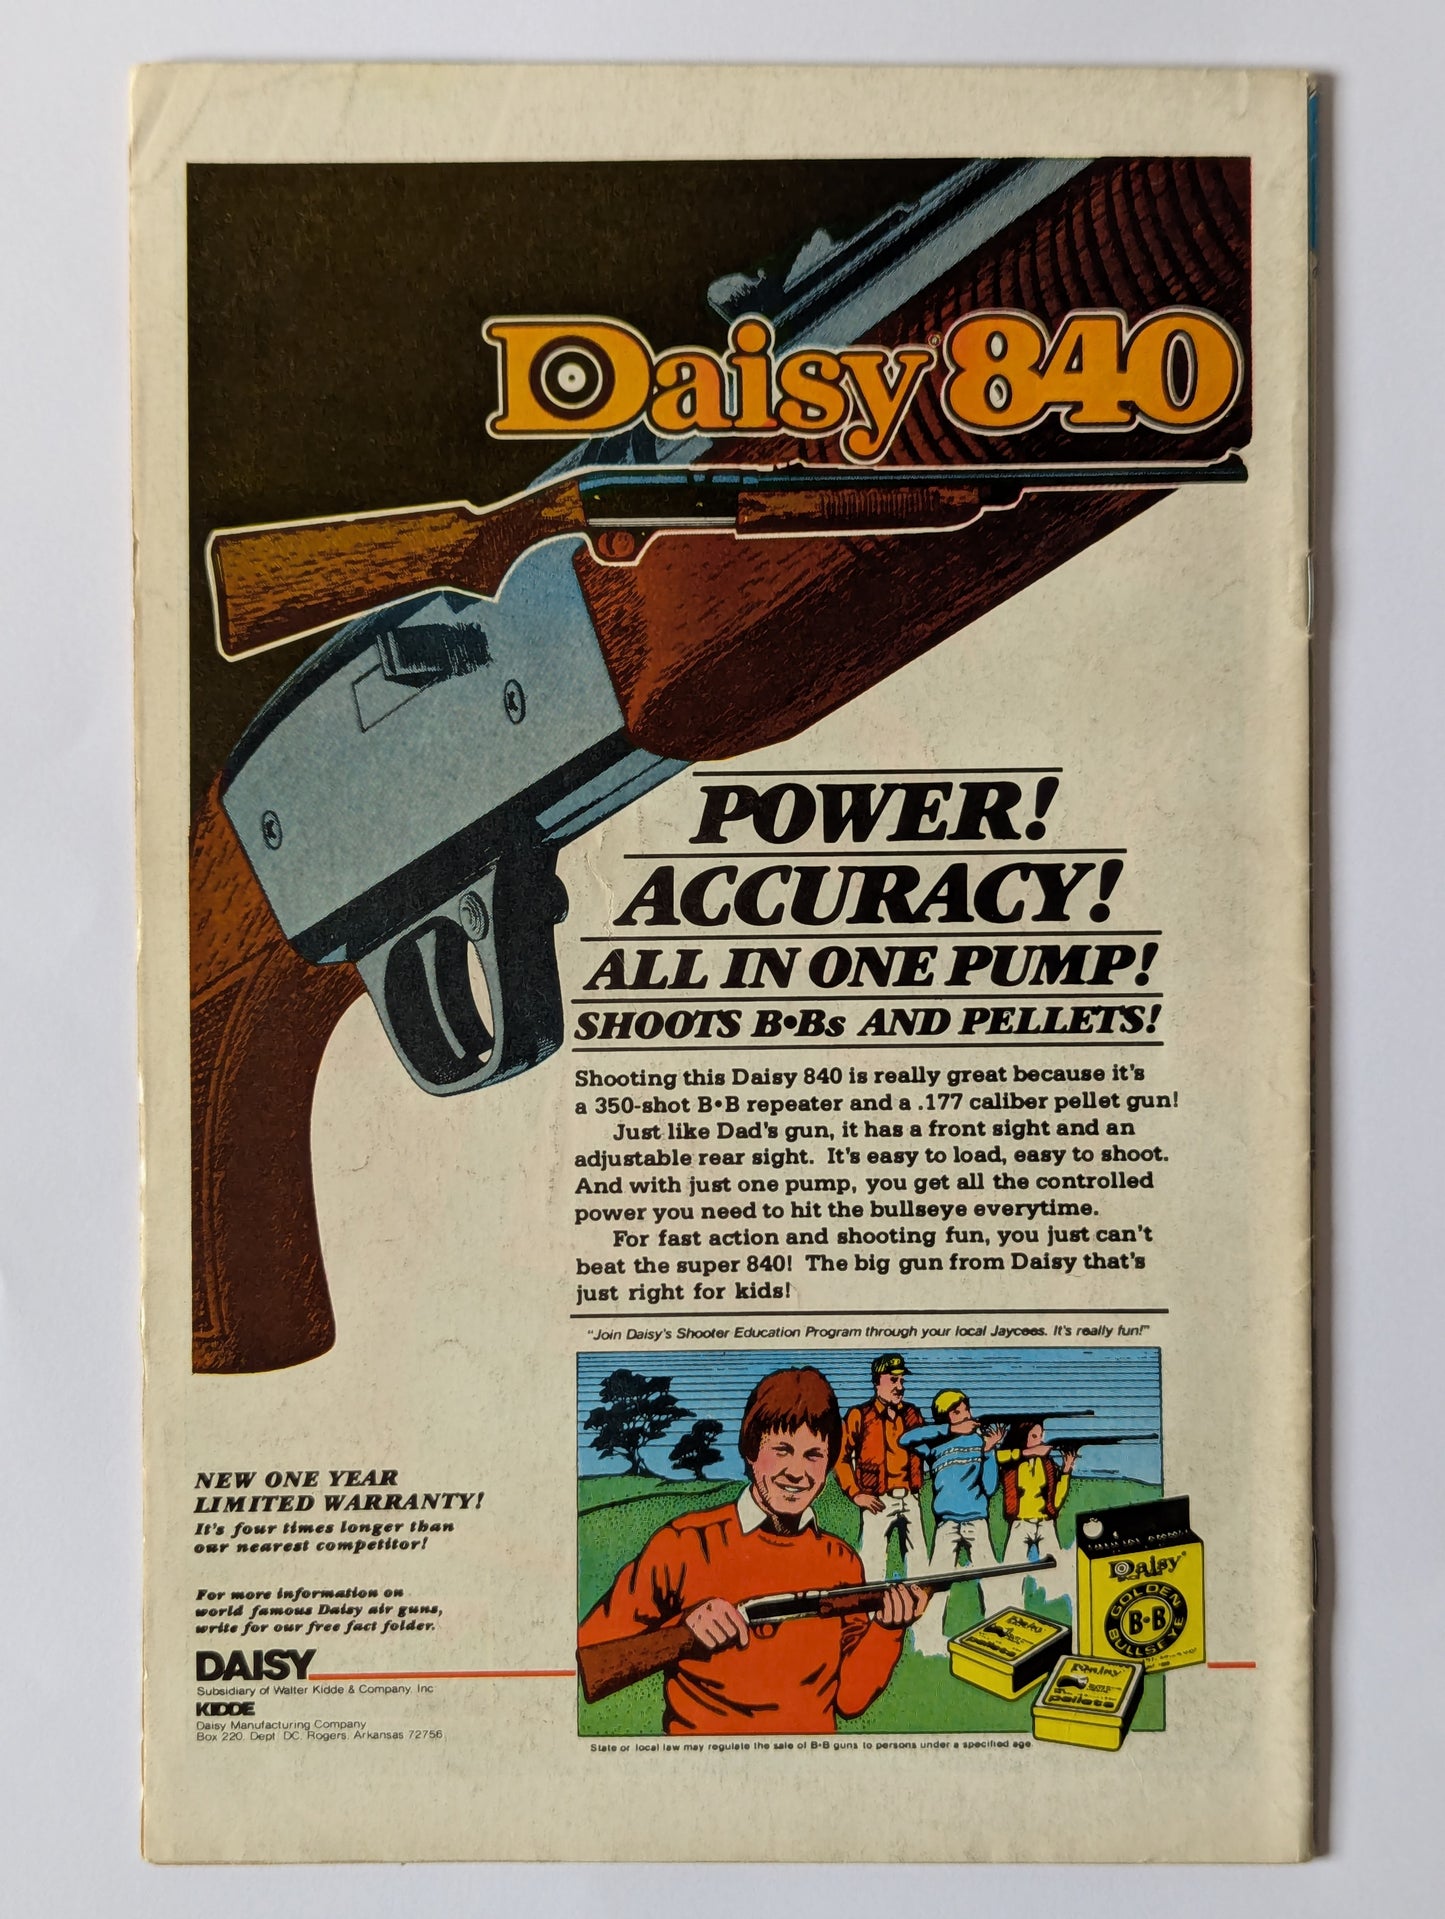 Daisy® 840
POWER!
ACCURACY!
ALL IN ONE PUMP!
SHOOTS B•Bs AND PELLETS!
Shooting this Daisy 840 is really great because it's
a 350-shot B•B repeater and a .177 caliber pellet gun!
Just like Dad's gun, it has a front sight and an
adjustable rear sight. It's easy to load, easy to shoot.
And with just one pump, you get all the controlled
power you need to hit the bullseye everytime.
For fast action and shooting fun, you just can't
beat the super 840! The big gun from Daisy that's
just right for kids!
"Join Daisy's Shooter Education Program through your local Jaycees. It's really fun!"
NEW ONE YEAR
LIMITED WARRANTY!
It's four times longer than
our nearest competitor!
For more information on
world famous Daisy air guns,
write for our free fact folder.
DAISY
Subsidiary of Walter Kidde & Company, Inc
KIDDE
Daisy Manufacturing Company
Box 220, Dept. DC, Rogers, Arkansas 72756
Daisy®
GOLDEN
B•B
BULLSEYE
Daisy
pellets
Daisy
pellets
State or local law may regulate the sale of B•B guns to persons under a specified age.